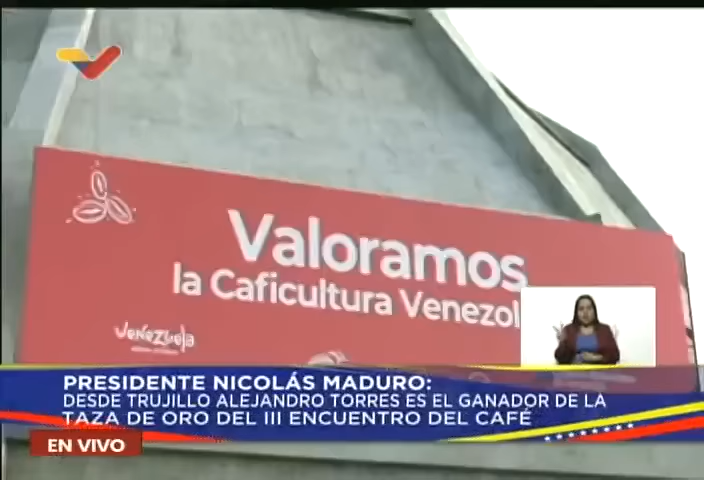 Valoramos
la Caficultura Venezol
Venezuela
PRESIDENTE NICOLÁS MADURO:
DESDE TRUJILLO ALEJANDRO TORRES ES EL GANADOR DE LA
TAZA DE ORO DEL III ENCUENTRO DEL CAFÉ
EN VIVO